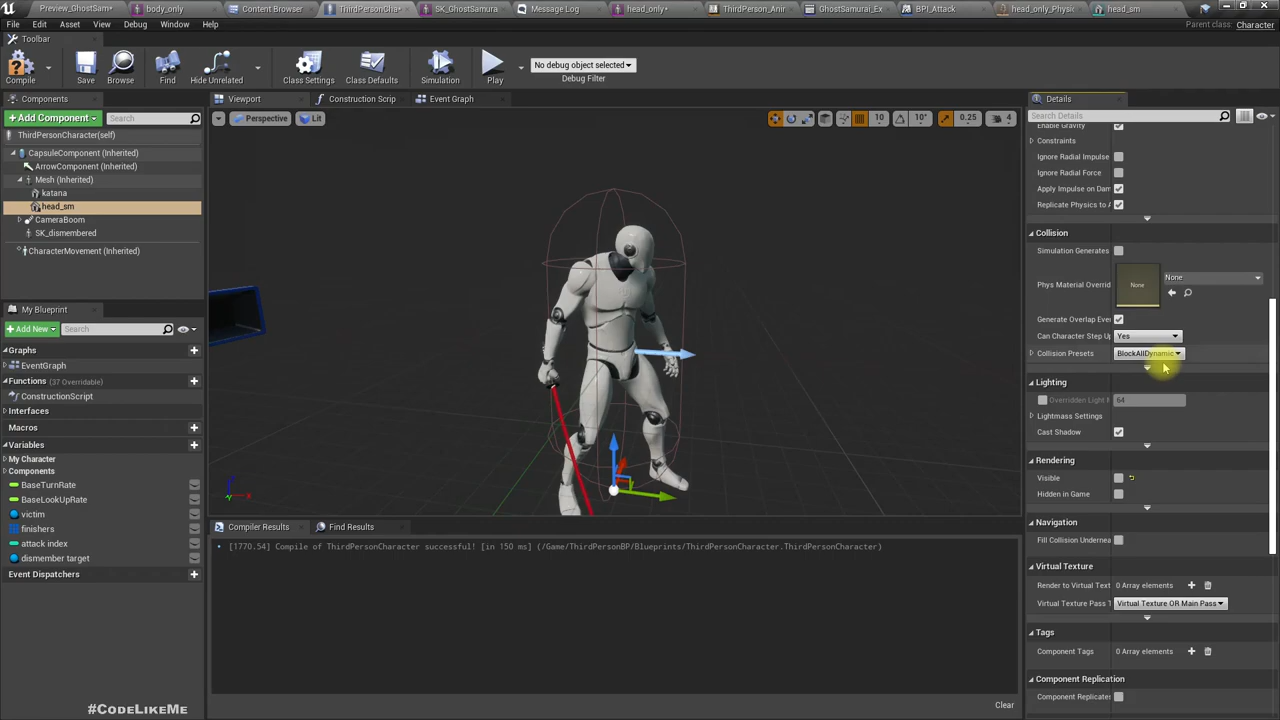 Preview_GhostSam*
body_only
Content Browser
ThirdPersonCha*
SK_GhostSamura
Message Log
head_only*
ThirdPerson_Anir
GhostSamurai_Ex
BPI_Attack
head_only_Physic
head_sm
File Edit Asset View Debug Window Help
Parent class: Character
Toolbar
Compile
Save
Browse
Find
Hide Unrelated
Class Settings
Class Defaults
Simulation
Play
No debug object selected
Debug Filter
Components
+ Add Component
Search
ThirdPersonCharacter(self)
CapsuleComponent (Inherited)
ArrowComponent (Inherited)
Mesh (Inherited)
katana
head_sm
CameraBoom
SK_dismembered
CharacterMovement (Inherited)
My Blueprint
+ Add New
Search
Graphs
EventGraph
Functions (37 Overridable)
ConstructionScript
Interfaces
Macros
Variables
My Character
Components
BaseTurnRate
BaseLookUpRate
victim
finishers
attack index
dismember target
Event Dispatchers
#CodeLikeMe
Viewport
Construction Scrip
Event Graph
Perspective
Lit
10
10°
0.25
4
Compiler Results
Find Results
[1770.54] Compile of ThirdPersonCharacter successful! [in 150 ms] (/Game/ThirdPersonBP/Blueprints/ThirdPersonCharacter.ThirdPersonCharacter)
Clear
Details
Search Details
Enable Gravity
Constraints
Ignore Radial Impulse
Ignore Radial Force
Apply Impulse on Dam
Replicate Physics to A
Collision
Simulation Generates
Phys Material Overrid
None
None
Generate Overlap Ever
Can Character Step U
Yes
Collision Presets
BlockAllDynamic
Lighting
Overridden Light M
64
Lightmass Settings
Cast Shadow
Rendering
Visible
Hidden in Game
Navigation
Fill Collision Undernea
Virtual Texture
Render to Virtual Text
0 Array elements
Virtual Texture Pass T
Virtual Texture OR Main Pass
Tags
Component Tags
0 Array elements
Component Replication
Component Replicates